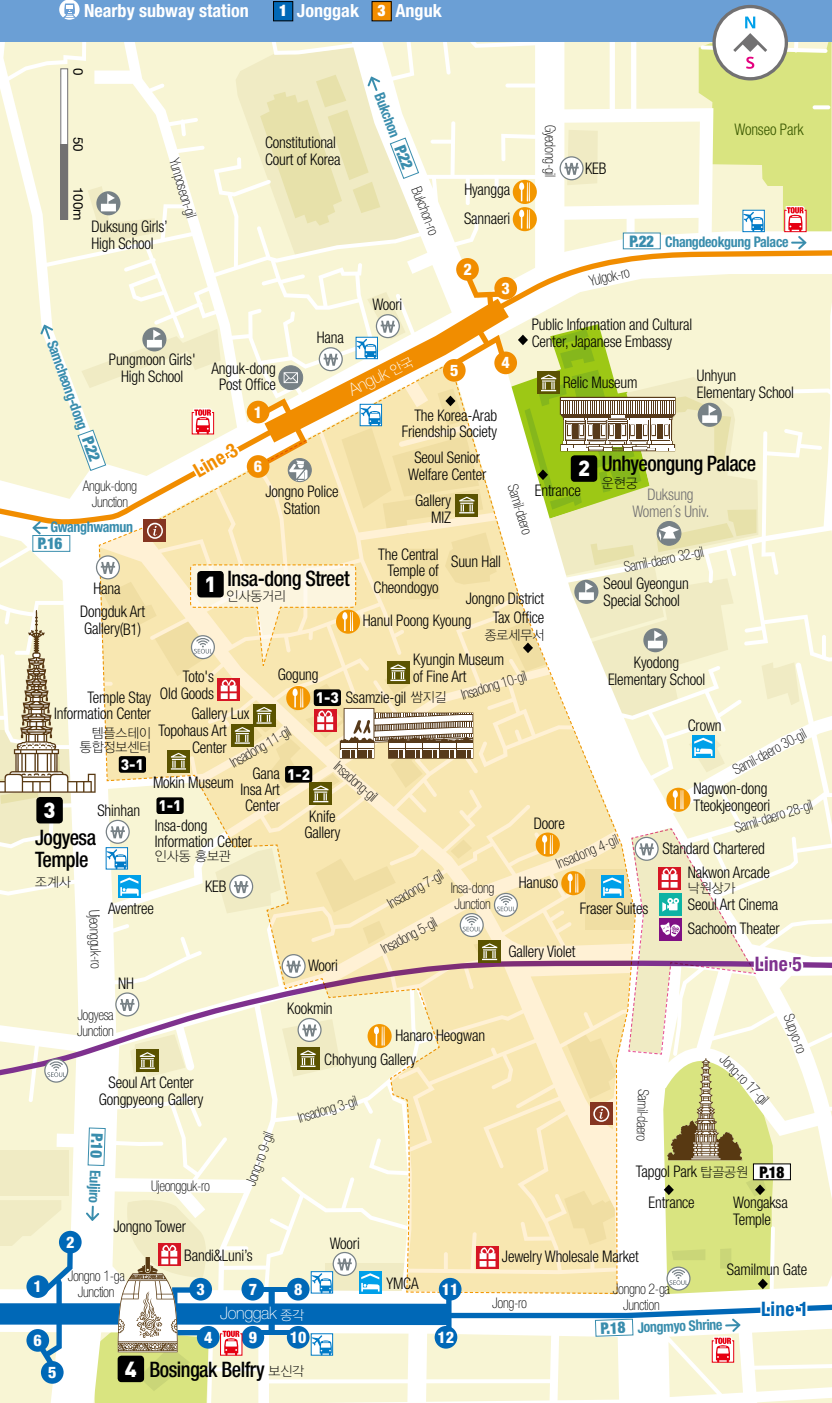 Nearby subway station 1 Jonggak 3 Anguk
N
S
0
50
100m
Bukchon P.22
Constitutional
Court of Korea
Gyedong-gil
KEB
Wonseo Park
Yunposeon-gil
Bukchon-ro
Hyangga
Sannaeri
Duksung Girls'
High School
TOUR
P.22 Changdeokgung Palace
Yulgok-ro
2
3
Woori
Hana
Public Information and Cultural
Center, Japanese Embassy
Samcheong-dong P.22
Pungmoon Girls'
High School
Anguk-dong
Post Office
Anguk 안국
5
4
Relic Museum
Unhyun
Elementary School
TOUR
1
The Korea-Arab
Friendship Society
Line 3
6
Seoul Senior
Welfare Center
2 Unhyeongung Palace
운현궁
Jongno Police
Station
Anguk-dong
Junction
Entrance
Duksung
Women's Univ.
Gallery
MIZ
Samil-daero
Gwanghwamun
P.16
i
Hana
The Central
Temple of
Cheondogyo
Suun Hall
Samil-daero 32-gil
1 Insa-dong Street
인사동거리
Seoul Gyeongun
Special School
Dongduk Art
Gallery(B1)
Hanul Poong Kyoung
Jongno District
Tax Office
종로세무서
SEOUL
Kyodong
Elementary School
Kyungin Museum
of Fine Art
Toto's
Old Goods
Gogung
Insadong 10-gil
1-3 Ssamzie-gil 쌈지길
Temple Stay
Information Center
템플스테이
통합정보센터
3-1
Gallery Lux
Topohaus Art
Center
Insadong 11-gil
Crown
Samil-daero 30-gil
Mokin Museum
Gana
Insa Art
Center
1-2
Insadong-gil
Knife
Gallery
Nagwon-dong
Tteokjeongeori
Samil-daero 28-gil
3
Jogyesa
Temple
조계사
Shinhan
1-1
Insa-dong
Information Center
인사동 홍보관
Doore
Insadong 4-gil
Standard Chartered
Aventree
KEB
Insadong 7-gil
Hanuso
Fraser Suites
Nakwon Arcade
낙원상가
Seoul Art Cinema
Sachoom Theater
Insa-dong
Junction
SEOUL
SEOUL
Ujeongguk-ro
Insadong 5-gil
Gallery Violet
Woori
Line 5
NH
Jogyesa
Junction
Kookmin
Hanaro Heogwan
Supyo-ro
Chohyung Gallery
SEOUL
Seoul Art Center
Gongpyeong Gallery
Jong-ro 17-gil
Insadong 3-gil
i
Samil-daero
P.10 Euljiro
Jong-ro 9-gil
Tapgol Park 탑골공원 P.18
Ujeongguk-ro
Entrance
Wongaksa
Temple
Jongno Tower
Bandi&Luni's
Woori
Jewelry Wholesale Market
2
1
Jongno 1-ga
Junction
3
7
8
YMCA
11
SEOUL
Samilmun Gate
Jongno 2-ga
Junction
Jonggak 종각
Jong-ro
Line 1
6
5
4
TOUR
9
10
12
P.18 Jongmyo Shrine
TOUR
4 Bosingak Belfry 보신각